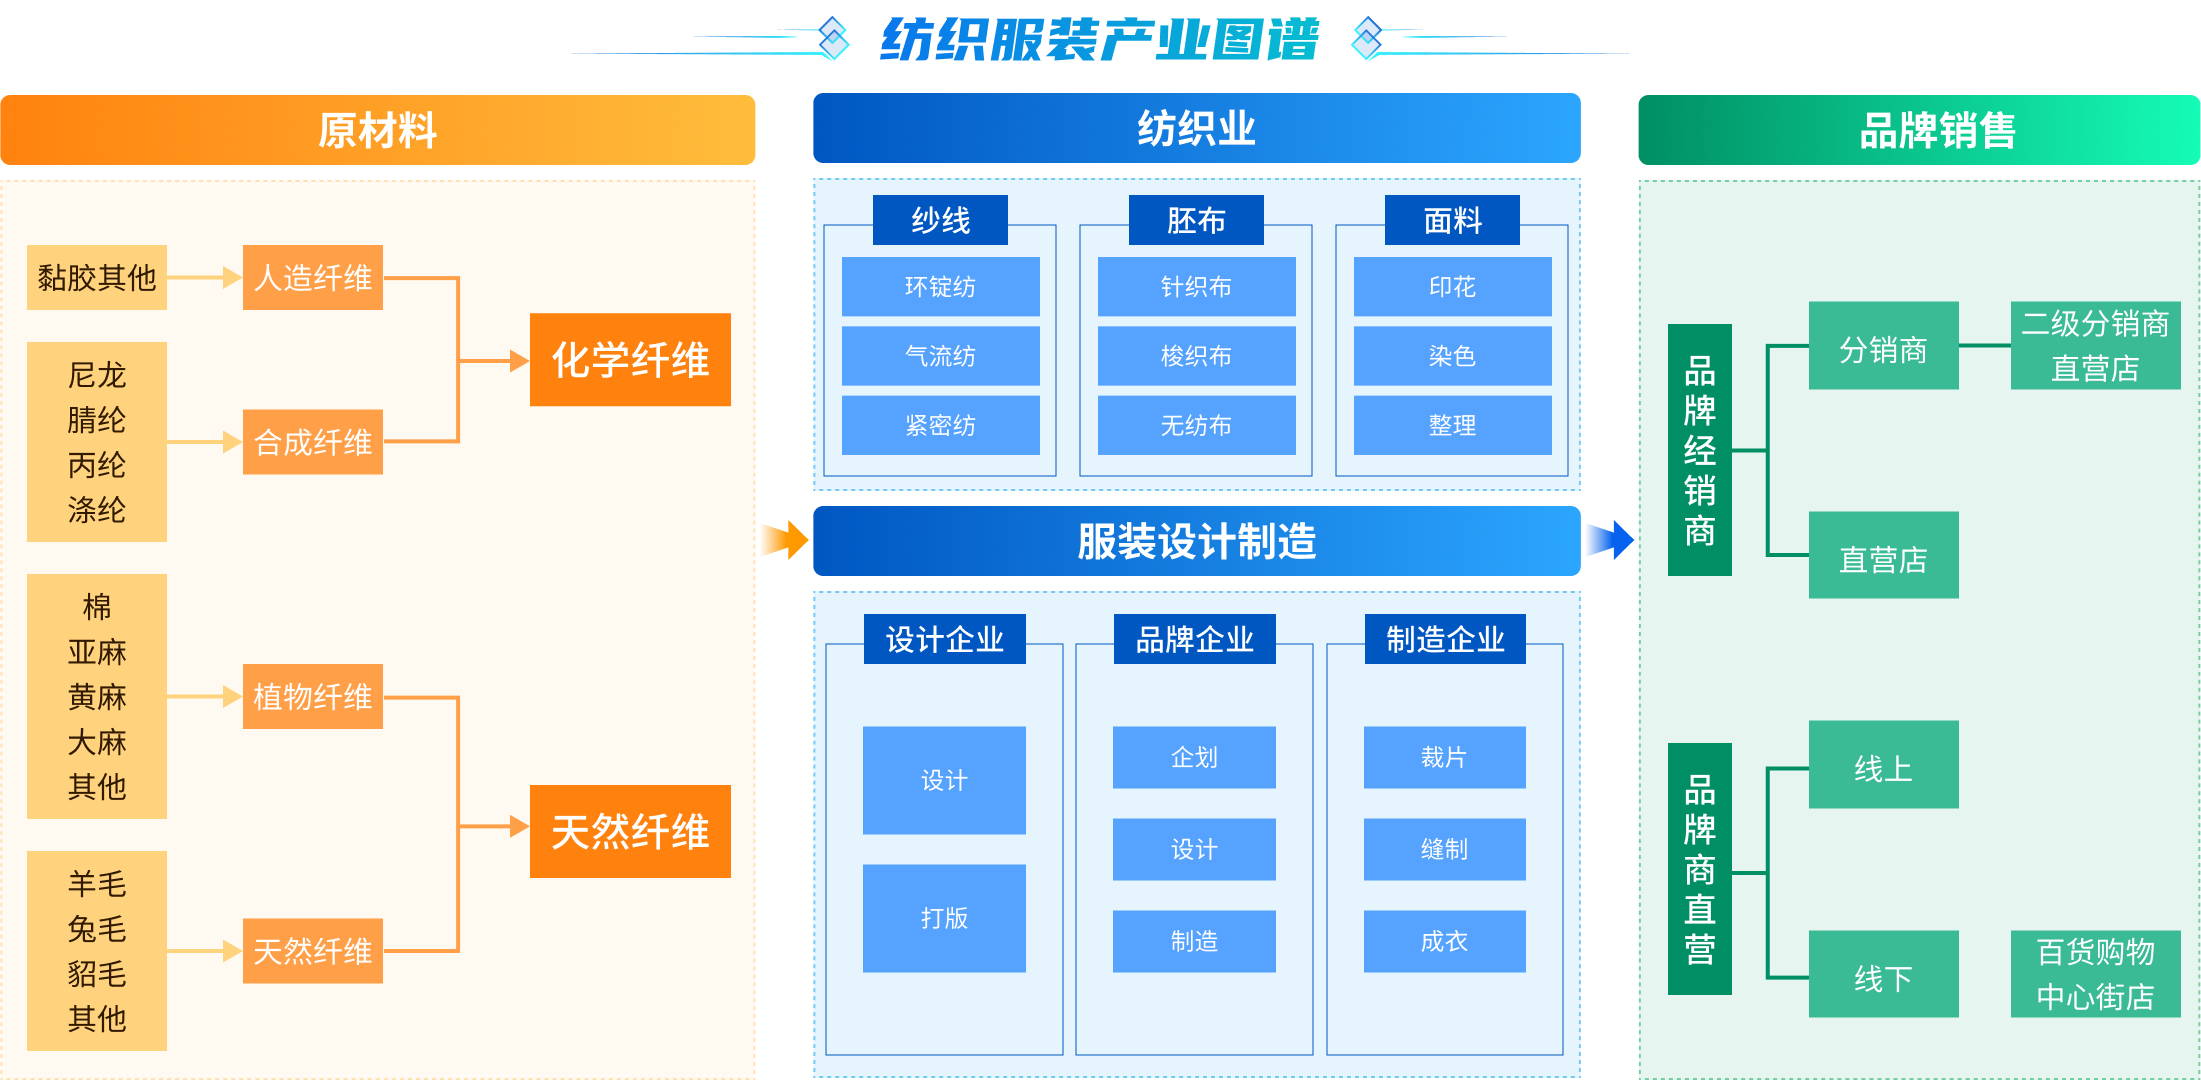 纺织服装产业图谱
原材料
黏胶其他
人造纤维
尼龙
腈纶
丙纶
涤纶
合成纤维
化学纤维
棉
亚麻
黄麻
大麻
其他
植物纤维
羊毛
兔毛
貂毛
其他
天然纤维
天然纤维
纺织业
纱线
环锭纺
气流纺
紧密纺
胚布
针织布
梭织布
无纺布
面料
印花
染色
整理
服装设计制造
设计企业
设计
打版
品牌企业
企划
设计
制造
制造企业
裁片
缝制
成衣
品牌销售
品牌经销商
分销商
二级分销商
直营店
直营店
品牌商直营
线上
线下
百货购物
中心街店